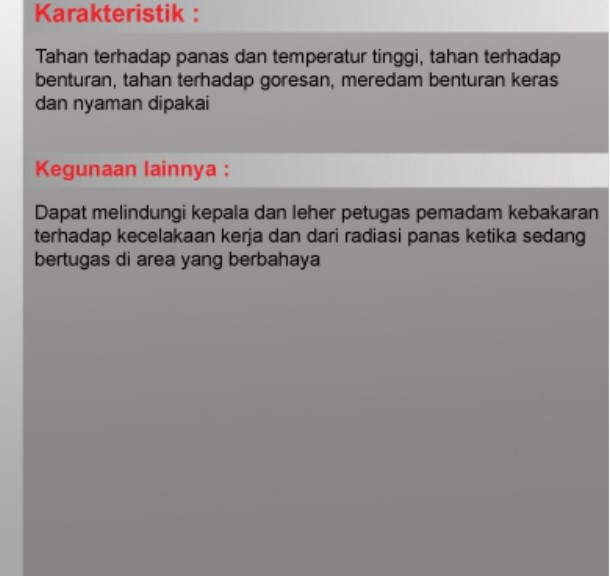 Karakteristik :
Tahan terhadap panas dan temperatur tinggi, tahan terhadap
benturan, tahan terhadap goresan, meredam benturan keras
dan nyaman dipakai
Kegunaan lainnya :
Dapat melindungi kepala dan leher petugas pemadam kebakaran
terhadap kecelakaan kerja dan dari radiasi panas ketika sedang
bertugas di area yang berbahaya